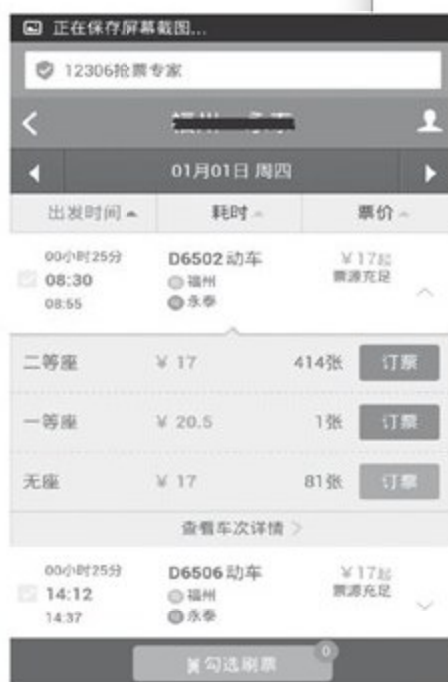 正在保存屏幕截图...
12306抢票专家
01月01日 周四
出发时间 耗时 票价
00小时25分 D6502 动车 ¥17起
08:30 福州 票源充足
08:55 永泰
二等座 ¥ 17 414张 订票
一等座 ¥ 20.5 1张 订票
无座 ¥ 17 81张 订票
查看车次详情
00小时25分 D6506 动车 ¥17起
14:12 福州 票源充足
14:37 永泰
勾选刷票 0